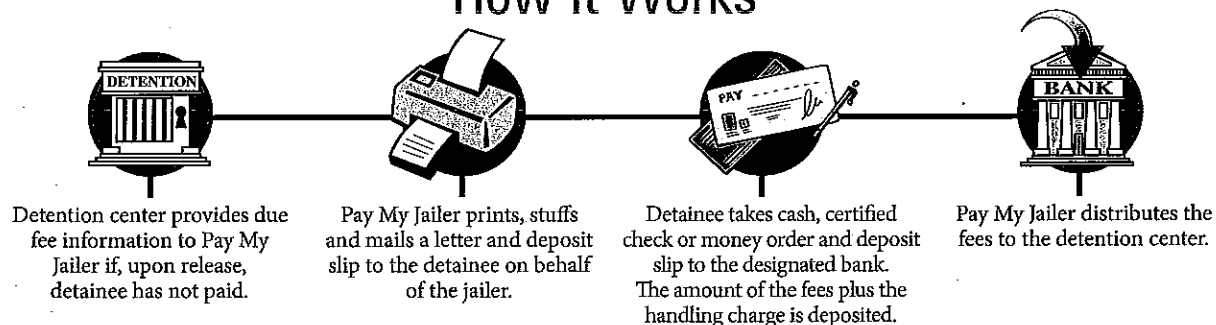 How It Works
DETENTION
PAY
BANK
Detention center provides due
fee information to Pay My
Jailer if, upon release,
detainee has not paid.
Pay My Jailer prints, stuffs
and mails a letter and deposit
slip to the detainee on behalf
of the jailer.
Detainee takes cash, certified
check or money order and deposit
slip to the designated bank.
The amount of the fees plus the
handling charge is deposited.
Pay My Jailer distributes the
fees to the detention center.